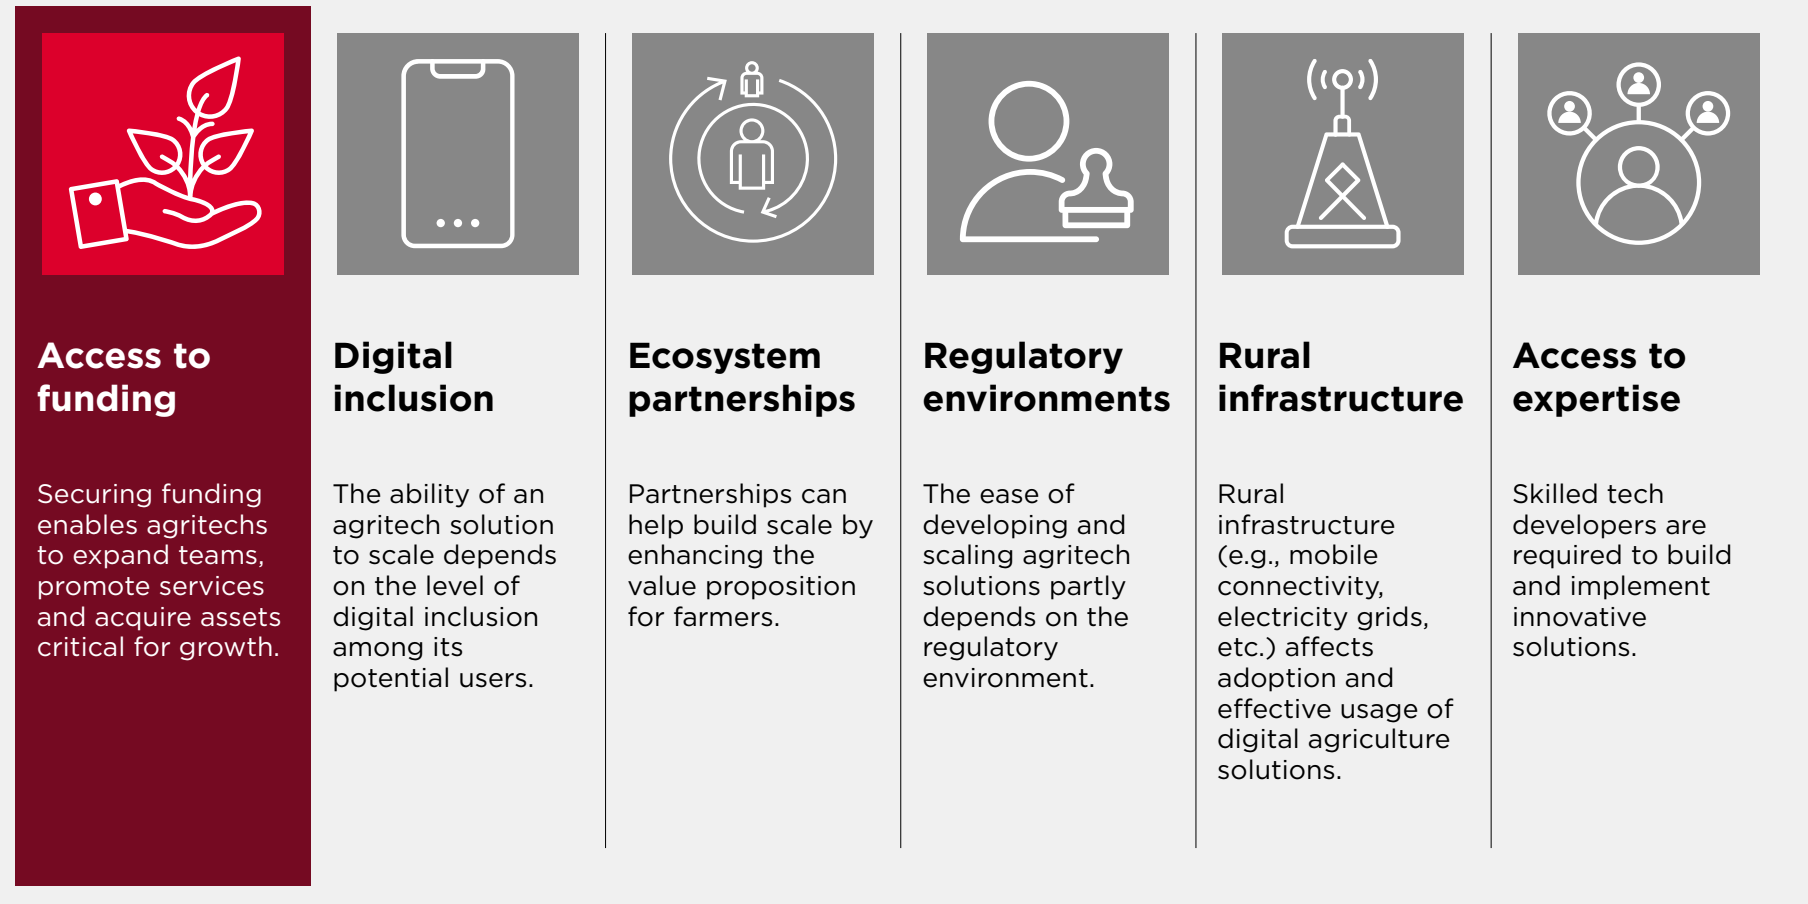 Access to
funding
Securing funding
enables agritechs
to expand teams,
promote services
and acquire assets
critical for growth.
Digital
inclusion
The ability of an
agritech solution
to scale depends
on the level of
digital inclusion
among its
potential users.
Ecosystem
partnerships
Partnerships can
help build scale by
enhancing the
value proposition
for farmers.
Regulatory
environments
The ease of
developing and
scaling agritech
solutions partly
depends on the
regulatory
environment.
Rural
infrastructure
Rural
infrastructure
(e.g., mobile
connectivity,
electricity grids,
etc.) affects
adoption and
effective usage of
digital agriculture
solutions.
Access to
expertise
Skilled tech
developers are
required to build
and implement
innovative
solutions.